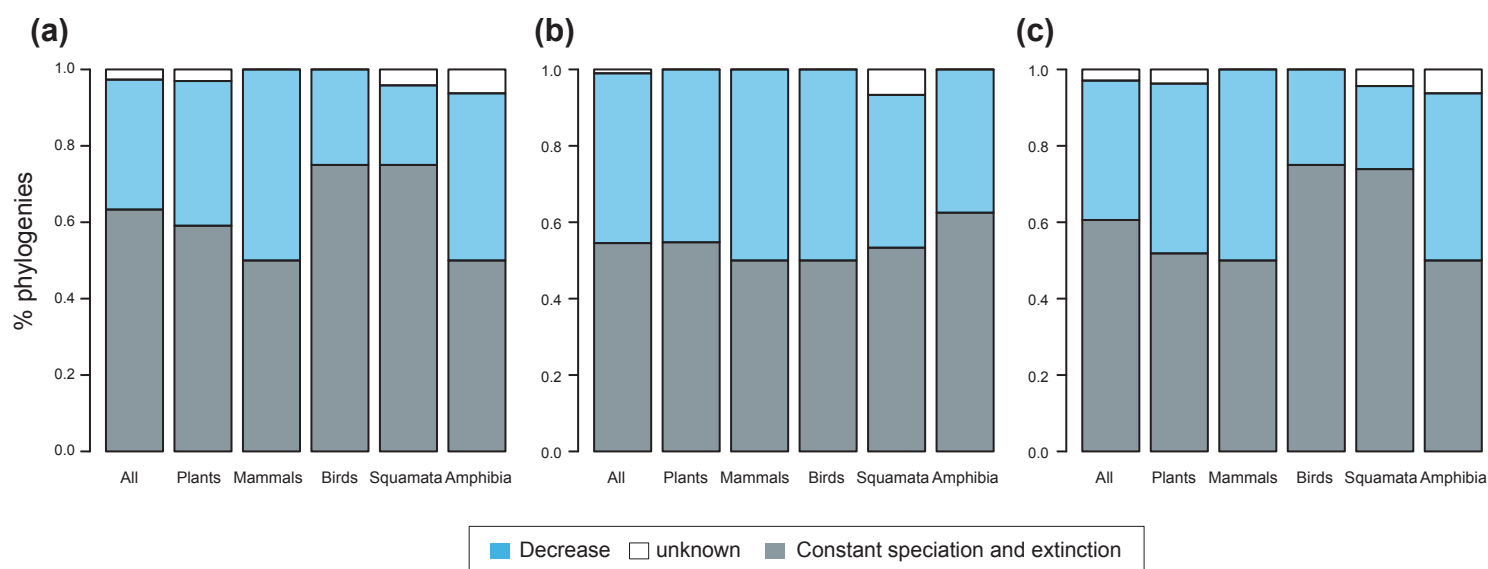 (a)
(b)
(c)
% phylogenies
1.0
0.8
0.6
0.4
0.2
0.0
All Plants Mammals Birds Squamata Amphibia
1.0
0.8
0.6
0.4
0.2
0.0
All Plants Mammals Birds Squamata Amphibia
1.0
0.8
0.6
0.4
0.2
0.0
All Plants Mammals Birds Squamata Amphibia
Decrease unknown Constant speciation and extinction